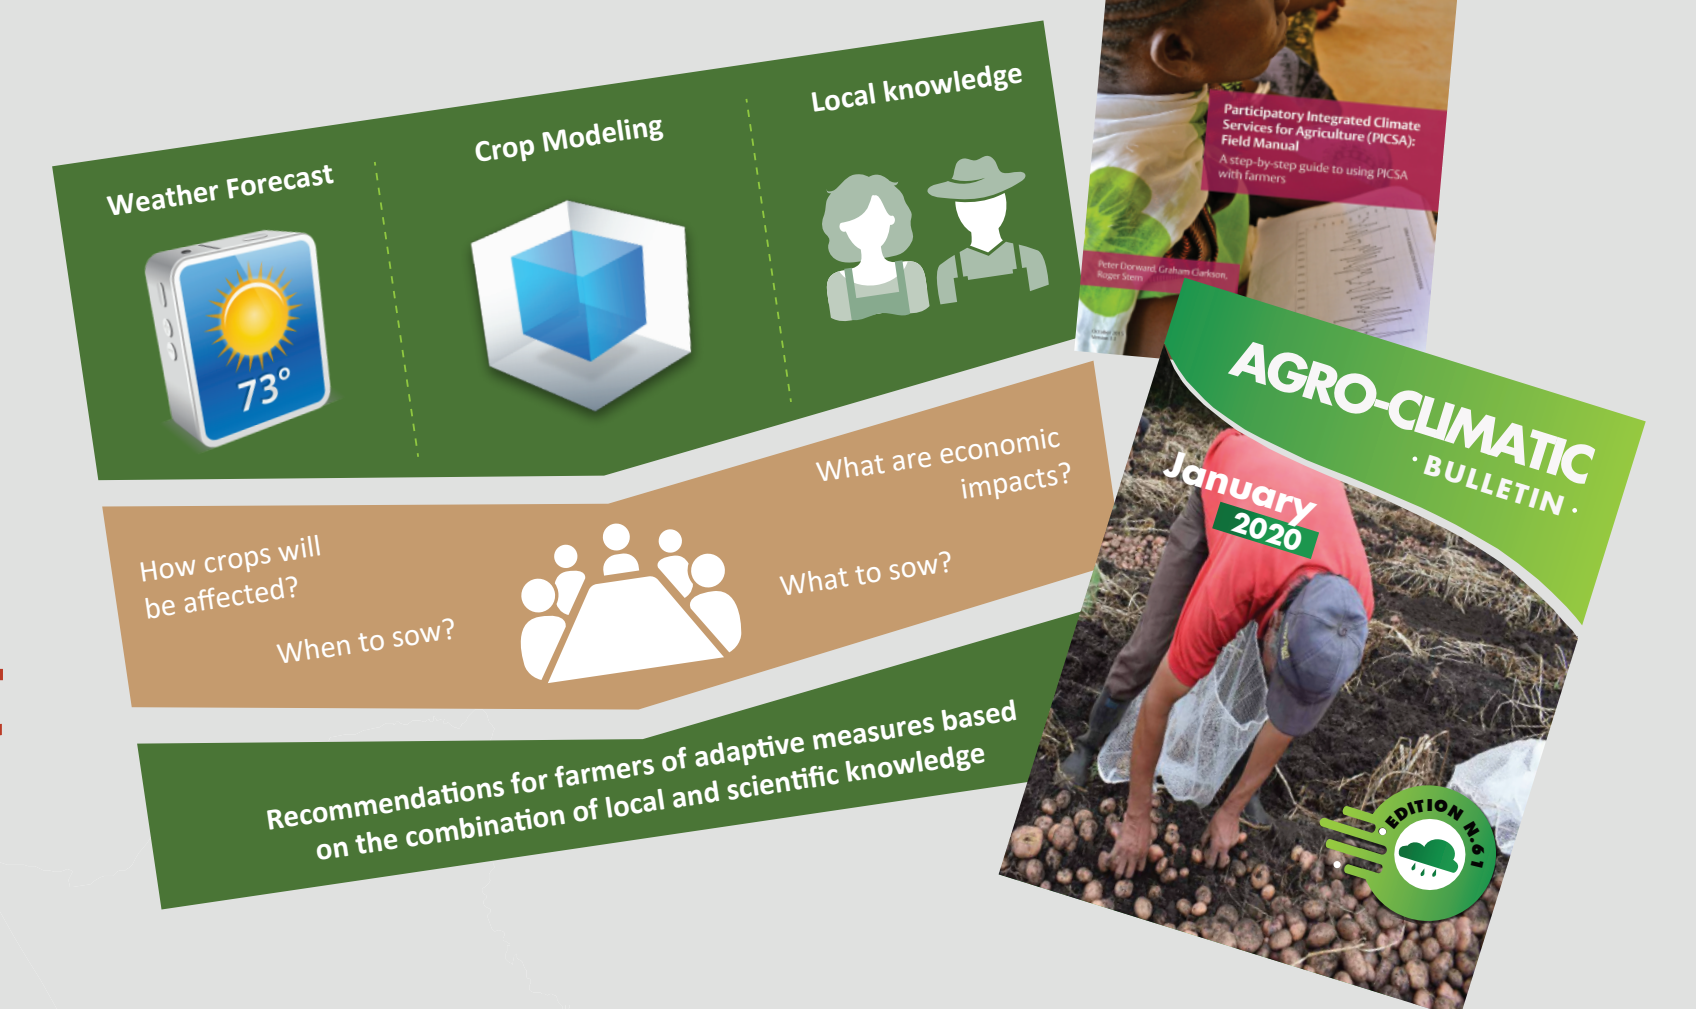 Weather Forecast
73°
Crop Modeling
Local knowledge
How crops will
be affected?
When to sow?
What are economic
impacts?
What to sow?
Recommendations for farmers of adaptive measures based
on the combination of local and scientific knowledge
Participatory Integrated Climate
Services for Agriculture (PICSA):
Field Manual
A step-by-step guide to using PICSA
with farmers
Peter Dorward, Graham Clarkson,
Roger Stern
AGRO-CLIMATIC
·BULLETIN·
January
2020
EDITION N.61